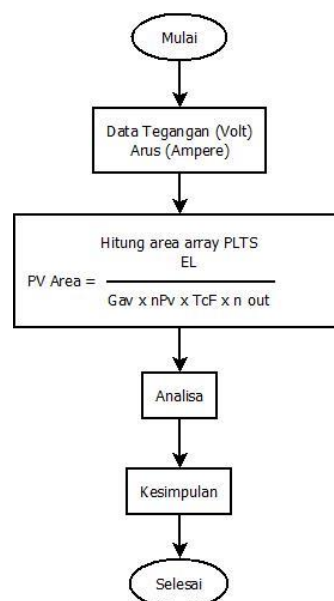 Mulai
Data Tegangan (Volt)
Arus (Ampere)
Hitung area array PLTS
EL
PV Area =
Gav x nPv x TcF x n out
Analisa
Kesimpulan
Selesai